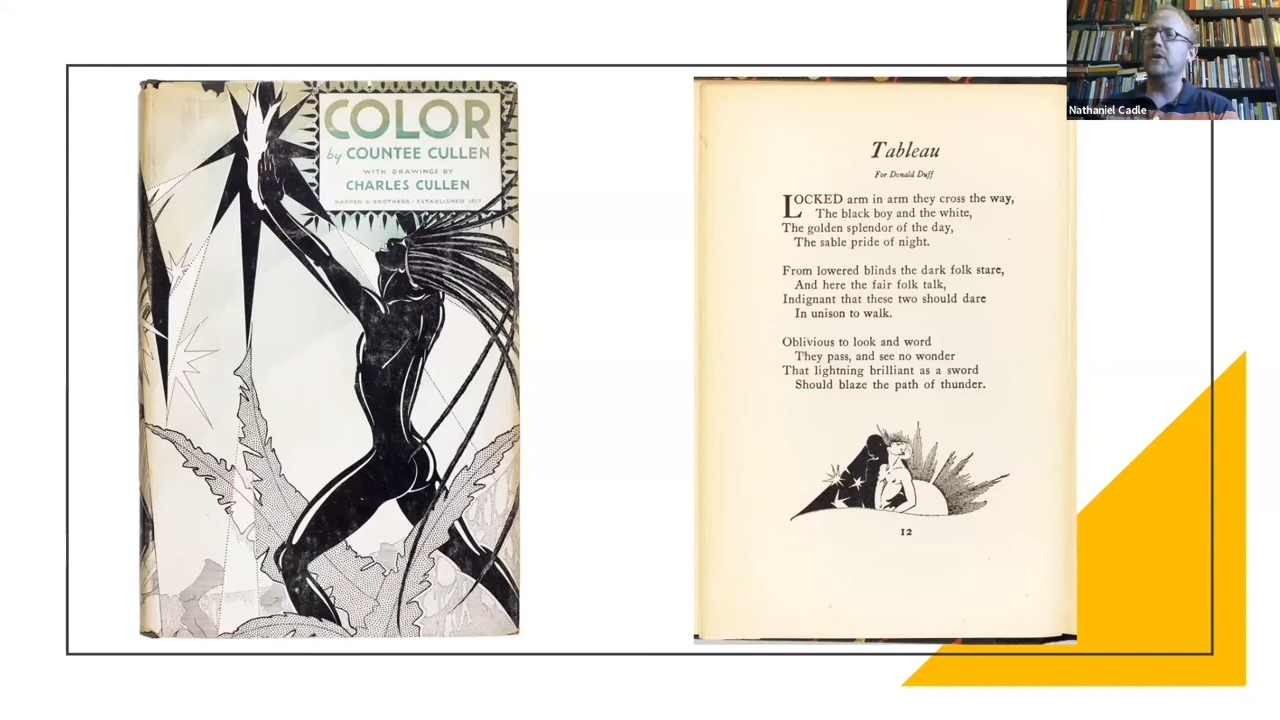 COLOR
by COUNTEE CULLEN
WITH DRAWINGS BY
CHARLES CULLEN
HARPER & BROTHERS - ESTABLISHED 1817
Tableau
For Donald Duff
LOCKED arm in arm they cross the way,
The black boy and the white,
The golden splendor of the day,
The sable pride of night.
From lowered blinds the dark folk stare,
And here the fair folk talk,
Indignant that these two should dare
In unison to walk.
Oblivious to look and word
They pass, and see no wonder
That lightning brilliant as a sword
Should blaze the path of thunder.
12
Nathaniel Cadle